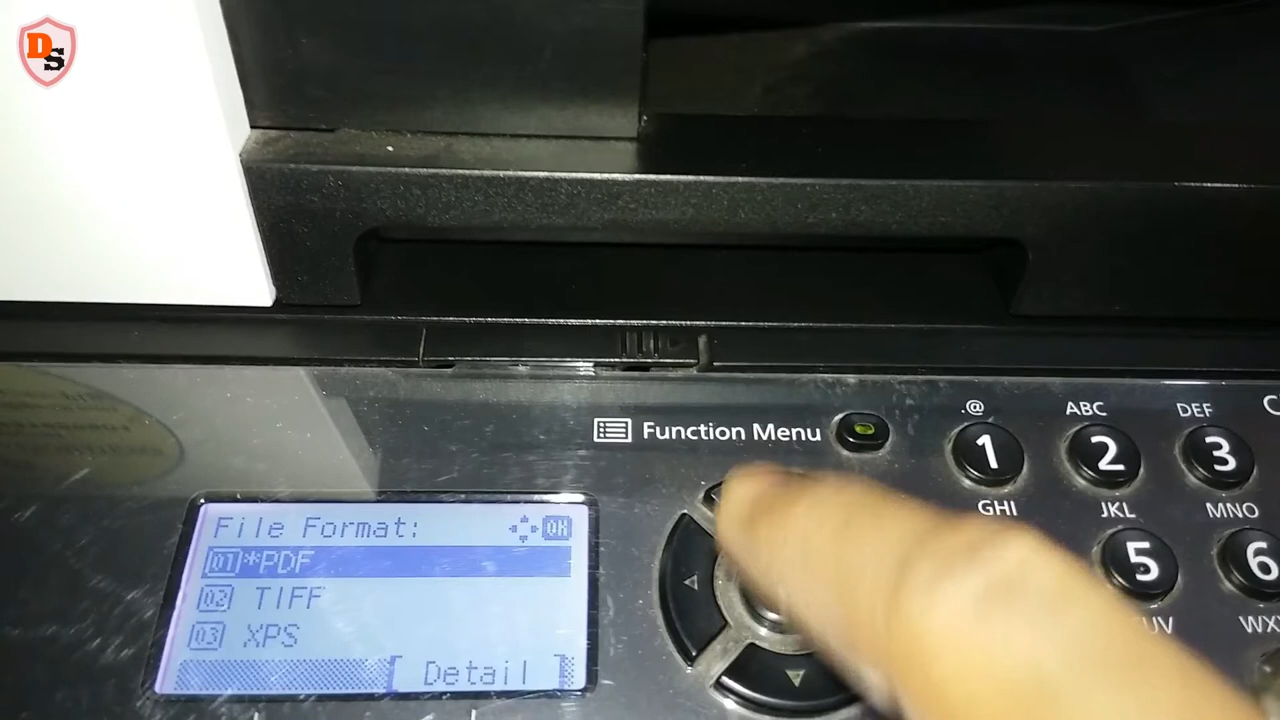 DS
Function Menu
.@
ABC
DEF
1
2
3
GHI
JKL
MNO
5
6
File Format:
OK
01 *PDF
02 TIFF
03 XPS
[ Detail ]